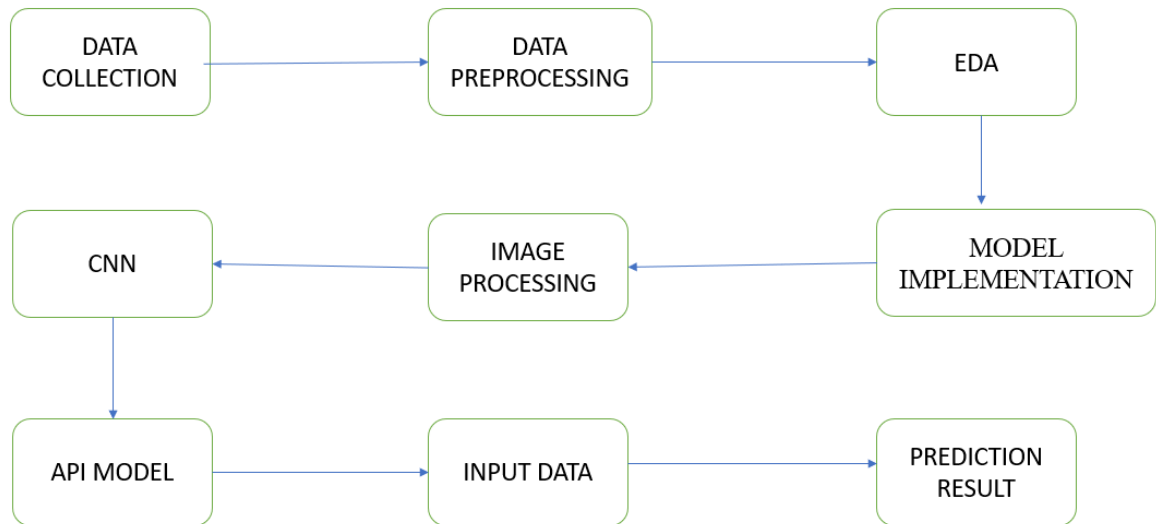 DATA
COLLECTION
DATA
PREPROCESSING
EDA
MODEL
IMPLEMENTATION
IMAGE
PROCESSING
CNN
API MODEL
INPUT DATA
PREDICTION
RESULT